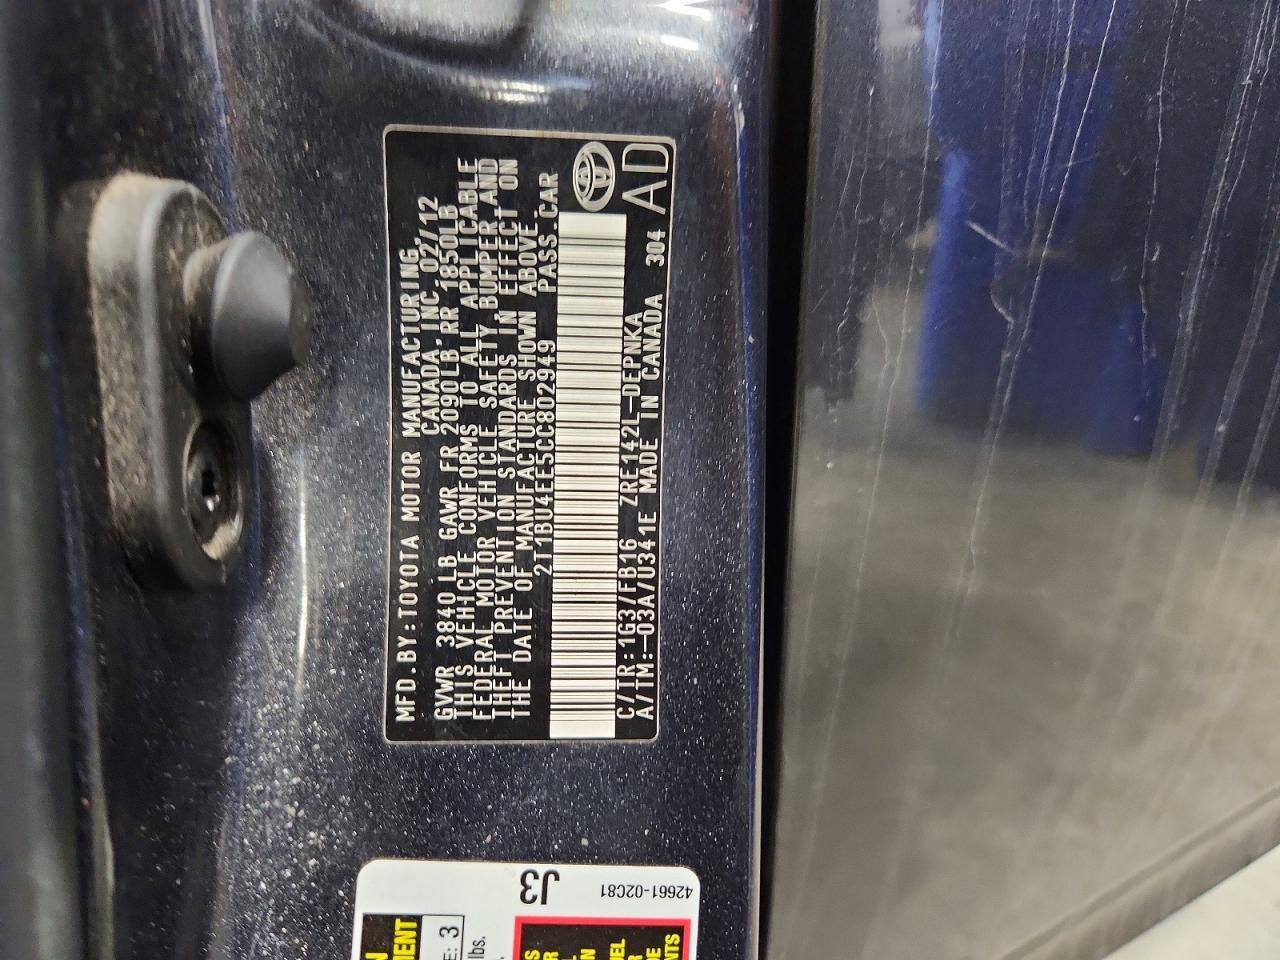 MFD.BY:TOYOTA MOTOR MANUFACTURING
CANADA,INC. 02/12
GVWR 3840 LB GAWR FR 2090LB RR 1850LB
THIS VEHICLE CONFORMS TO ALL APPLICABLE
FEDERAL MOTOR VEHICLE SAFETY,BUMPER AND
THEFT PREVENTION STANDARDS IN EFFECT ON
THE DATE OF MANUFACTURE SHOWN ABOVE.
2T1BU4EE5CC802949 PASS.CAR
C/TR:1G3/FB16 ZRE142L-DEPNKA
A/TM:-03A/U341E MADE IN CANADA 304
AD
J3
42661-02C81
MENT
E: 3
lbs.